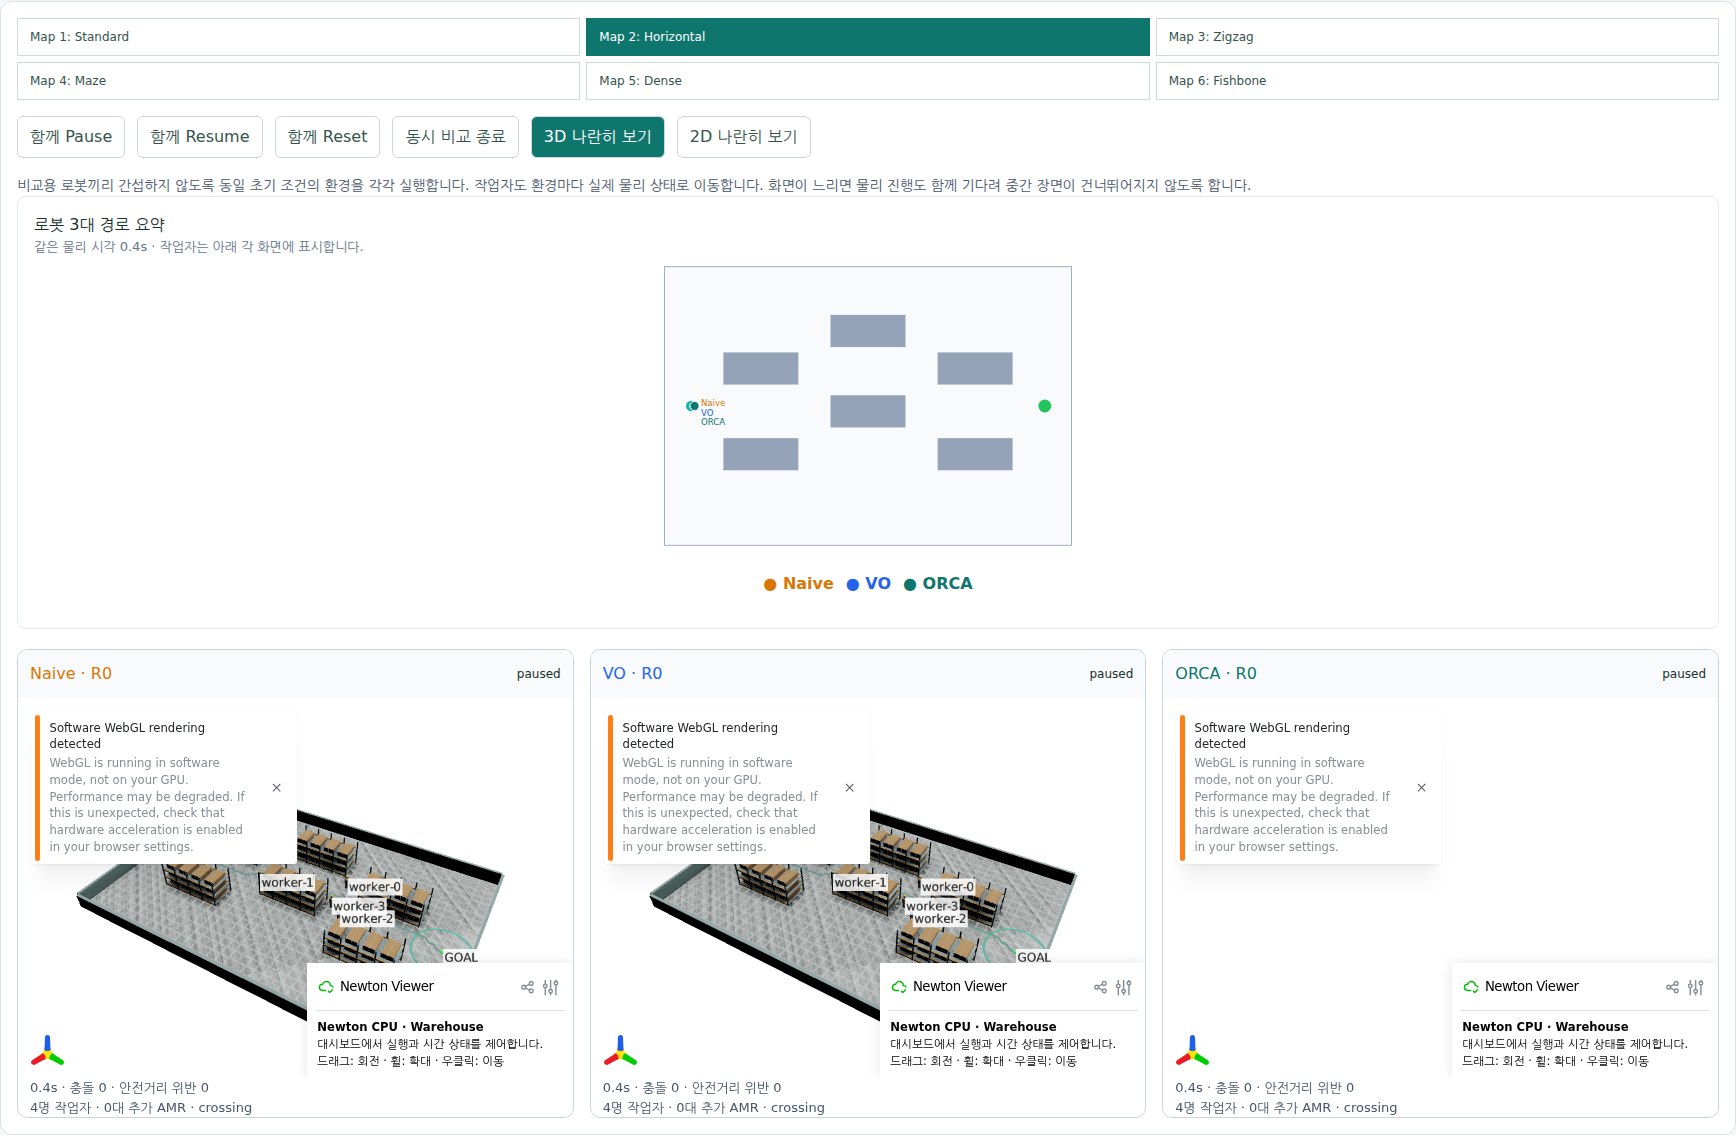 Map 1: Standard
Map 2: Horizontal
Map 3: Zigzag
Map 4: Maze
Map 5: Dense
Map 6: Fishbone
함께 Pause
함께 Resume
함께 Reset
동시 비교 종료
3D 나란히 보기
2D 나란히 보기
비교용 로봇끼리 간섭하지 않도록 동일 초기 조건의 환경을 각각 실행합니다. 작업자도 환경마다 실제 물리 상태로 이동합니다. 화면이 느리면 물리 진행도 함께 기다려 중간 장면이 건너뛰어지지 않도록 합니다.
로봇 3대 경로 요약
같은 물리 시각 0.4s · 작업자는 아래 각 화면에 표시합니다.
Naive
VO
ORCA
Naive
VO
ORCA
Naive · R0
paused
Software WebGL rendering
detected
WebGL is running in software
mode, not on your GPU.
Performance may be degraded. If
this is unexpected, check that
hardware acceleration is enabled
in your browser settings.
worker-1
worker-0
worker-3
worker-2
GOAL
Newton Viewer
Newton CPU · Warehouse
대시보드에서 실행과 시간 상태를 제어합니다.
드래그: 회전 · 휠: 확대 · 우클릭: 이동
0.4s · 충돌 0 · 안전거리 위반 0
4명 작업자 · 0대 추가 AMR · crossing
VO · R0
paused
Software WebGL rendering
detected
WebGL is running in software
mode, not on your GPU.
Performance may be degraded. If
this is unexpected, check that
hardware acceleration is enabled
in your browser settings.
worker-1
worker-0
worker-3
worker-2
GOAL
Newton Viewer
Newton CPU · Warehouse
대시보드에서 실행과 시간 상태를 제어합니다.
드래그: 회전 · 휠: 확대 · 우클릭: 이동
0.4s · 충돌 0 · 안전거리 위반 0
4명 작업자 · 0대 추가 AMR · crossing
ORCA · R0
paused
Software WebGL rendering
detected
WebGL is running in software
mode, not on your GPU.
Performance may be degraded. If
this is unexpected, check that
hardware acceleration is enabled
in your browser settings.
Newton Viewer
Newton CPU · Warehouse
대시보드에서 실행과 시간 상태를 제어합니다.
드래그: 회전 · 휠: 확대 · 우클릭: 이동
0.4s · 충돌 0 · 안전거리 위반 0
4명 작업자 · 0대 추가 AMR · crossing